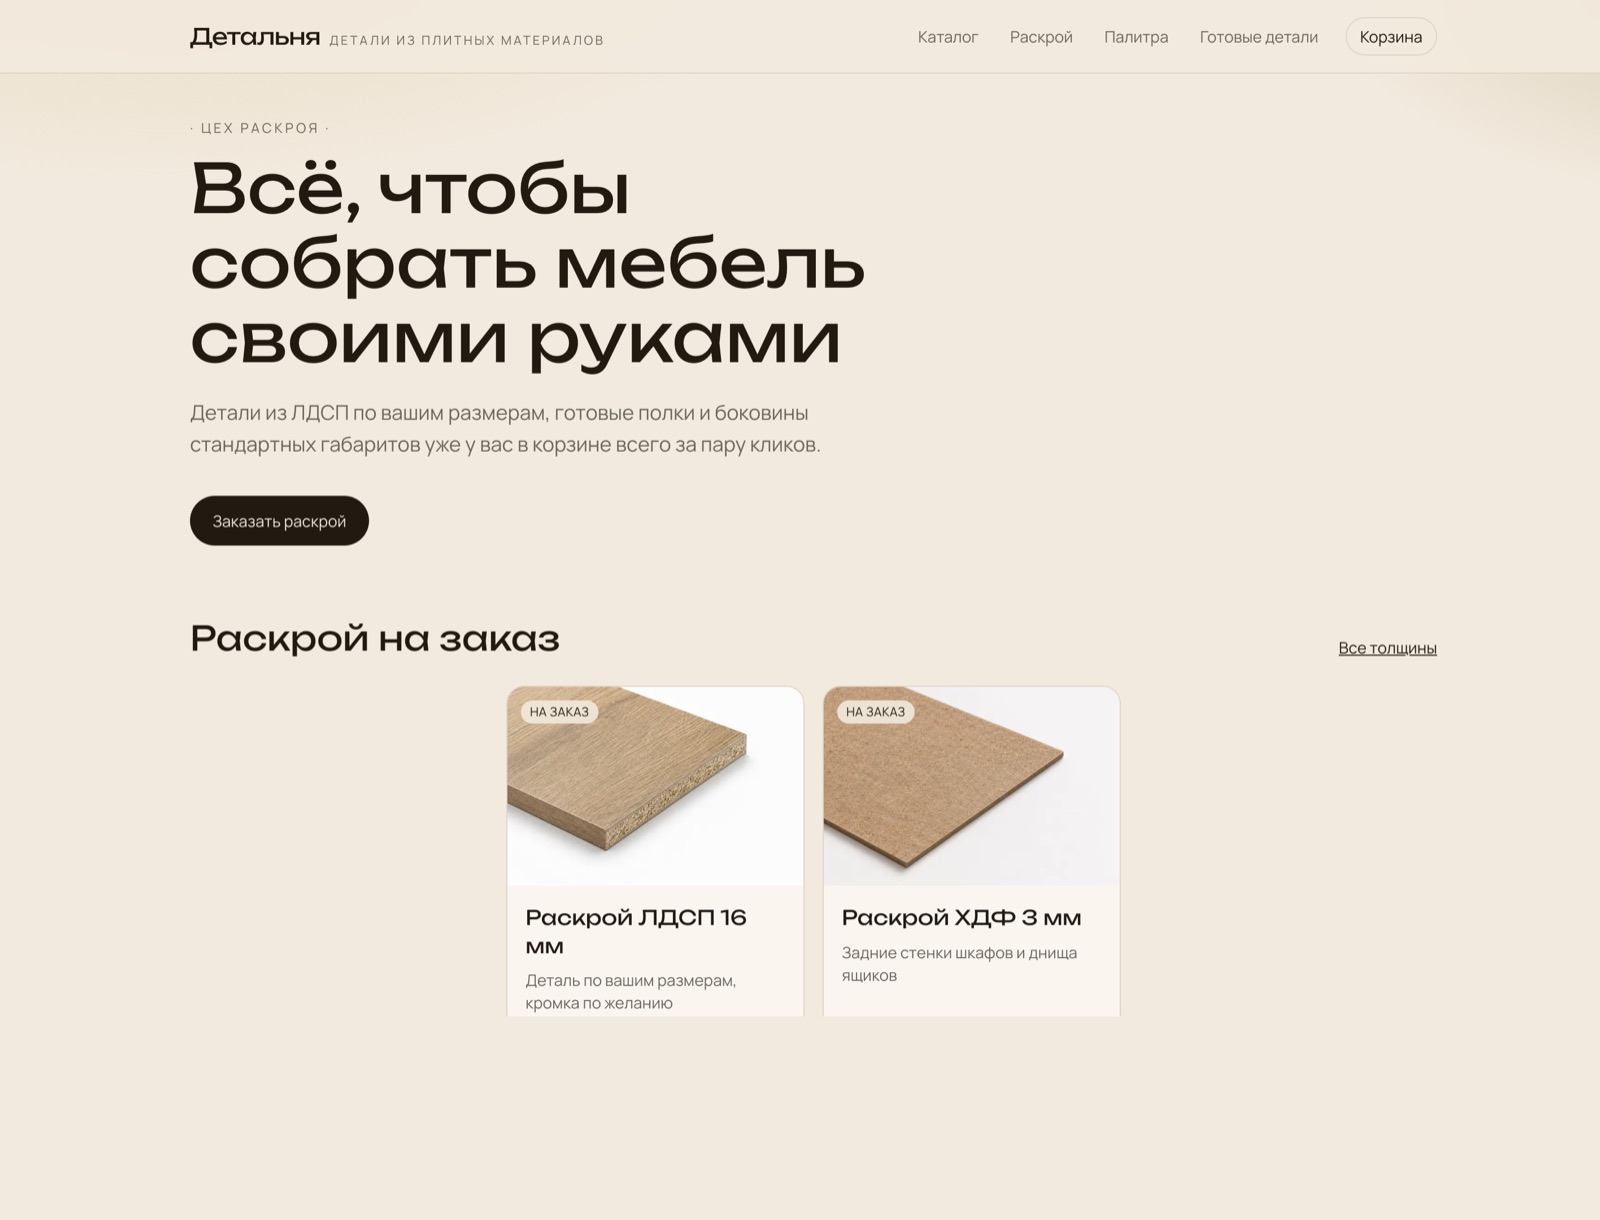 Детальня ДЕТАЛИ ИЗ ПЛИТНЫХ МАТЕРИАЛОВ
Каталог Раскрой Палитра Готовые детали Корзина
· ЦЕХ РАСКРОЯ ·
Всё, чтобы
собрать мебель
своими руками
Детали из ЛДСП по вашим размерам, готовые полки и боковины
стандартных габаритов уже у вас в корзине всего за пару кликов.
Заказать раскрой
Раскрой на заказ
Все толщины
НА ЗАКАЗ
Раскрой ЛДСП 16
мм
Деталь по вашим размерам,
кромка по желанию
НА ЗАКАЗ
Раскрой ХДФ 3 мм
Задние стенки шкафов и днища
ящиков